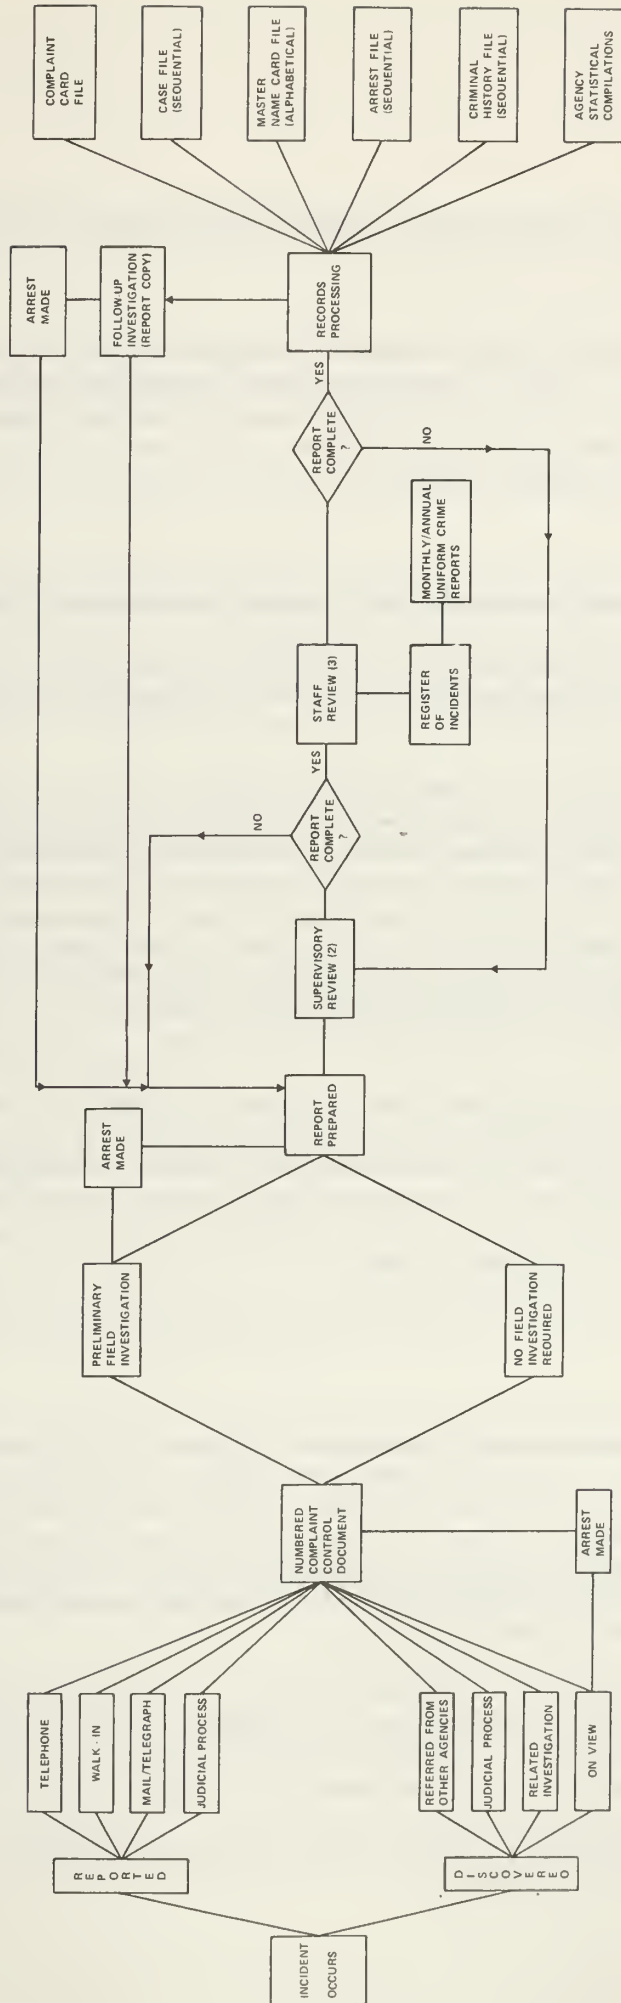 INCIDENT
OCCURS
REPORTED
DISCOVEREO
TELEPHONE
WALK - IN
MAIL/TELEGRAPH
JUDICIAL PROCESS
REFERRED FROM
OTHER AGENCIES
JUDICIAL PROCESS
RELATED
INVESTIGATION
ON VIEW
ARREST
MADE
NUMBERED
COMPLAINT
CONTROL
DOCUMENT
PRELIMINARY
FIELD
INVESTIGATION
NO FIELD
INVESTIGATION
REQUIRED
ARREST
MADE
REPORT
PREPARED
SUPERVISORY
REVIEW (2)
REPORT
COMPLETE
?
NO
YES
STAFF
REVIEW (3)
REGISTER
OF
INCIDENTS
MONTHLY/ANNUAL
UNIFORM CRIME
REPORTS
REPORT
COMPLETE
?
NO
YES
RECORDS
PROCESSING
FOLLOW-UP
INVESTIGATION
(REPORT COPY)
ARREST
MADE
COMPLAINT
CARD
FILE
CASE FILE
(SEQUENTIAL)
MASTER
NAME CARD FILE
(ALPHABETICAL)
ARREST FILE
(SEQUENTIAL)
CRIMINAL
HISTORY FILE
(SEQUENTIAL)
AGENCY
STATISTICAL
COMPILATIONS